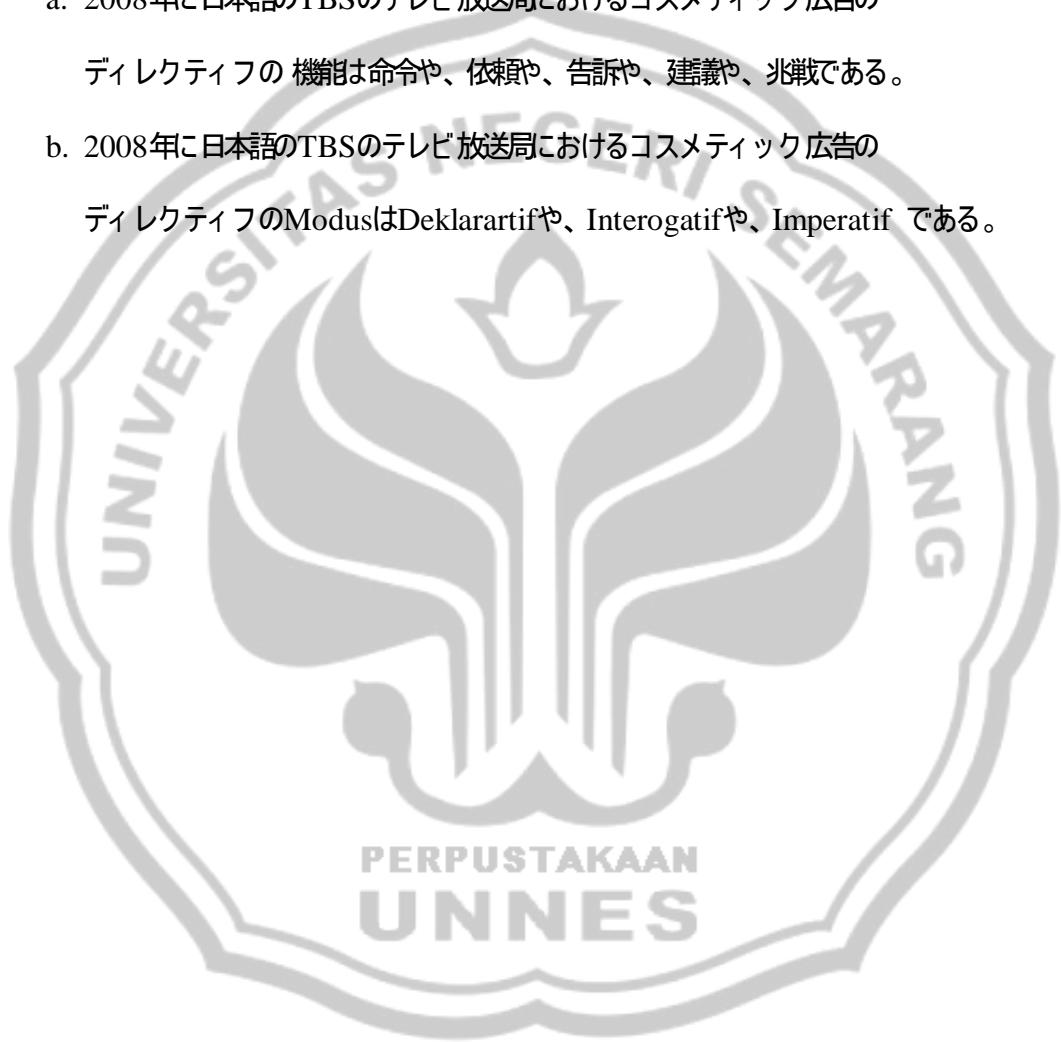 a. 2008年に日本語のTBSのテレビ放送局におけるコスメティック広告の
ディレクティフの 機能は命令や、依頼や、告訴や、建議や、兆戦である。
b. 2008年に日本語のTBSのテレビ放送局におけるコスメティック広告の
ディレクティフのModusはDeklarartifや、Interogatifや、Imperatif である。
UNIVERSITAS NEGERI SEMARANG
PERPUSTAKAAN
UNNES